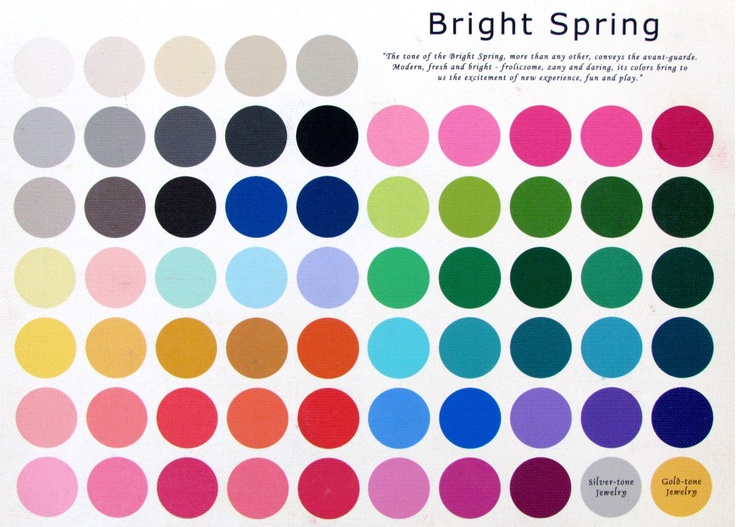 Bright Spring
"The tone of the Bright Spring, more than any other, conveys the avant-guarde.
Modern, fresh and bright - frolicsome, zany and daring, its colors bring to
us the excitement of new experience, fun and play."
Silver-tone
Jewelry
Gold-tone
Jewelry